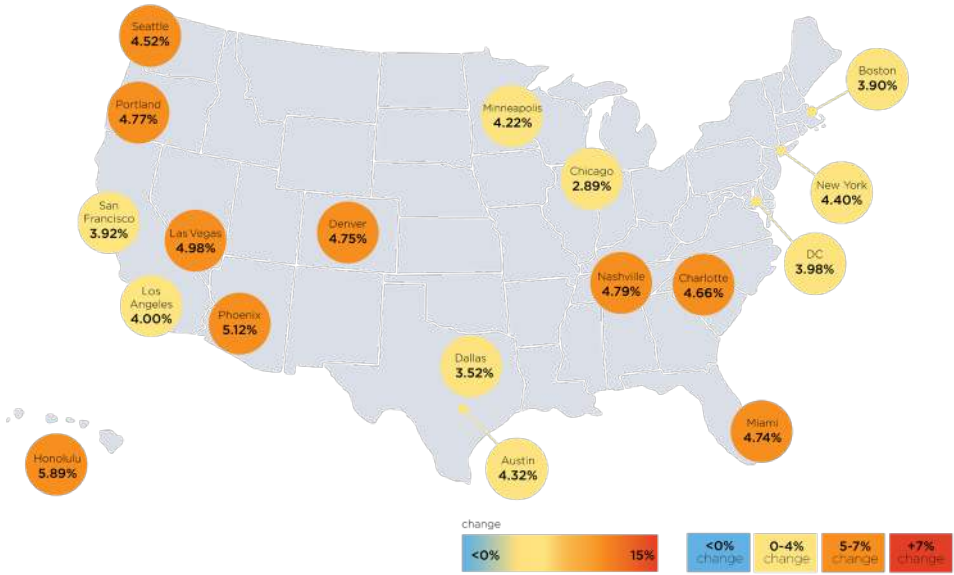 Seattle
4.52%
Portland
4.77%
San
Francisco
3.92%
Las Vegas
4.98%
Los
Angeles
4.00%
Phoenix
5.12%
Denver
4.75%
Minneapolis
4.22%
Chicago
2.89%
Boston
3.90%
New York
4.40%
DC
3.98%
Nashville
4.79%
Charlotte
4.66%
Dallas
3.52%
Austin
4.32%
Miami
4.74%
Honolulu
5.89%
change
<0%
15%
<0%
change
0-4%
change
5-7%
change
+7%
change